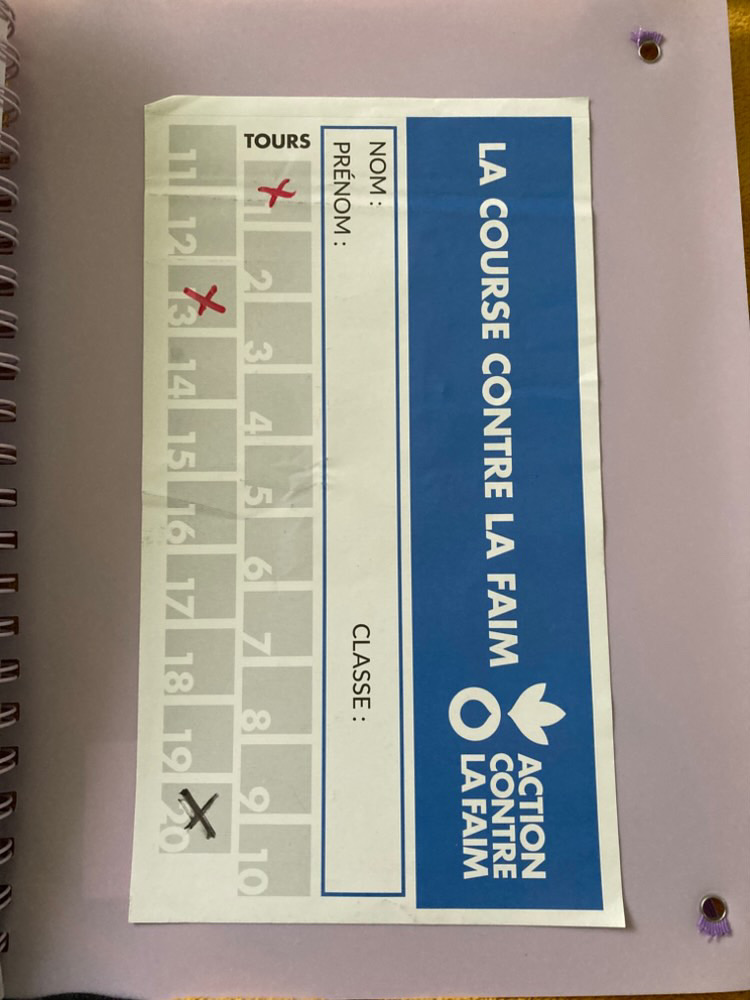 LA COURSE CONTRE LA FAIM
ACTION
CONTRE
LA FAIM
NOM :
PRÉNOM :
CLASSE :
TOURS
1 2 3 4 5 6 7 8 9 10
11 12 13 14 15 16 17 18 19 20